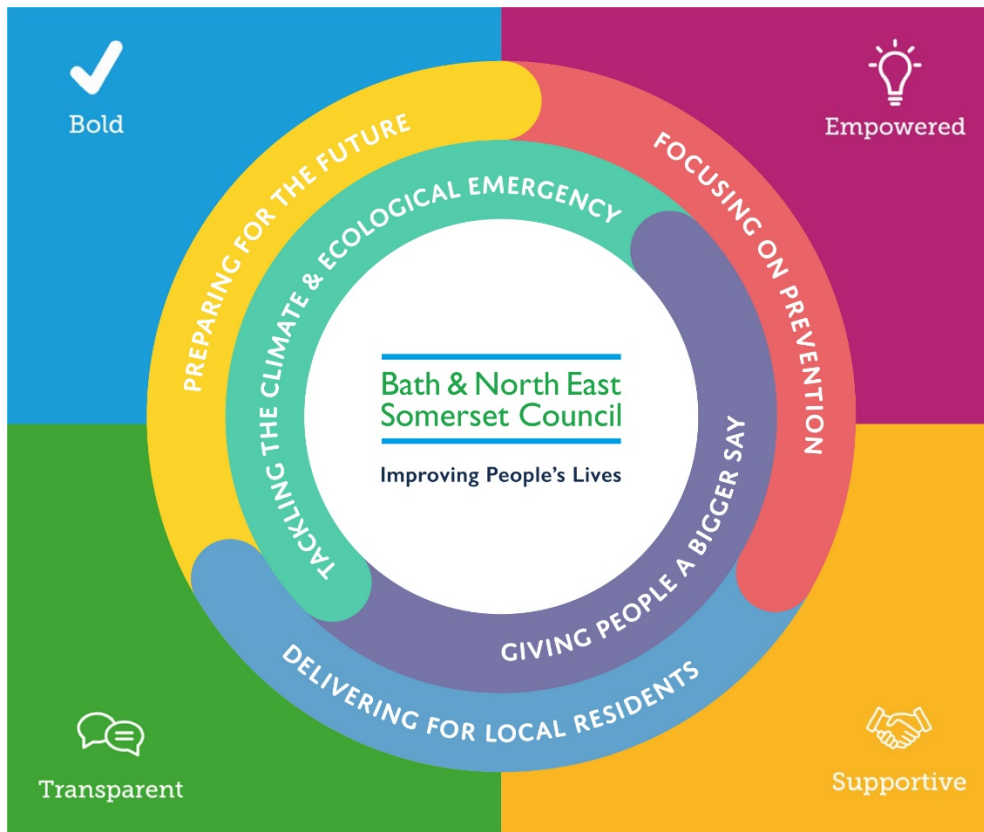 Bold
Empowered
PREPARING FOR THE FUTURE
FOCUSING ON PREVENTION
TACKLING THE CLIMATE & ECOLOGICAL EMERGENCY
Bath & North East
Somerset Council
Improving People's Lives
GIVING PEOPLE A BIGGER SAY
DELIVERING FOR LOCAL RESIDENTS
Transparent
Supportive